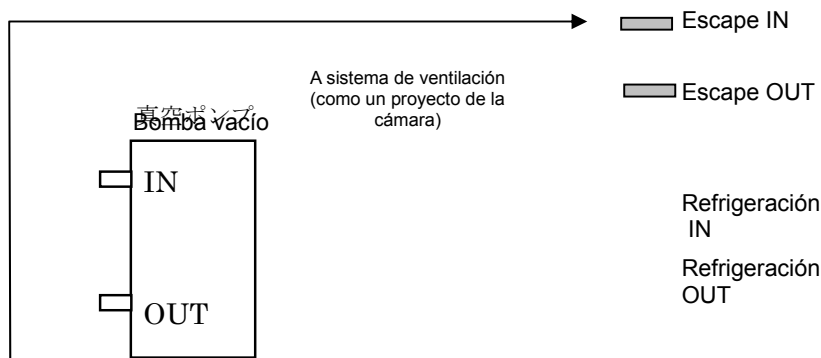 Escape IN
A sistema de ventilación
(como un proyecto de la
cámara)
Escape OUT
真空ポンプ
Bomba vacío
IN
OUT
Refrigeración
IN
Refrigeración
OUT